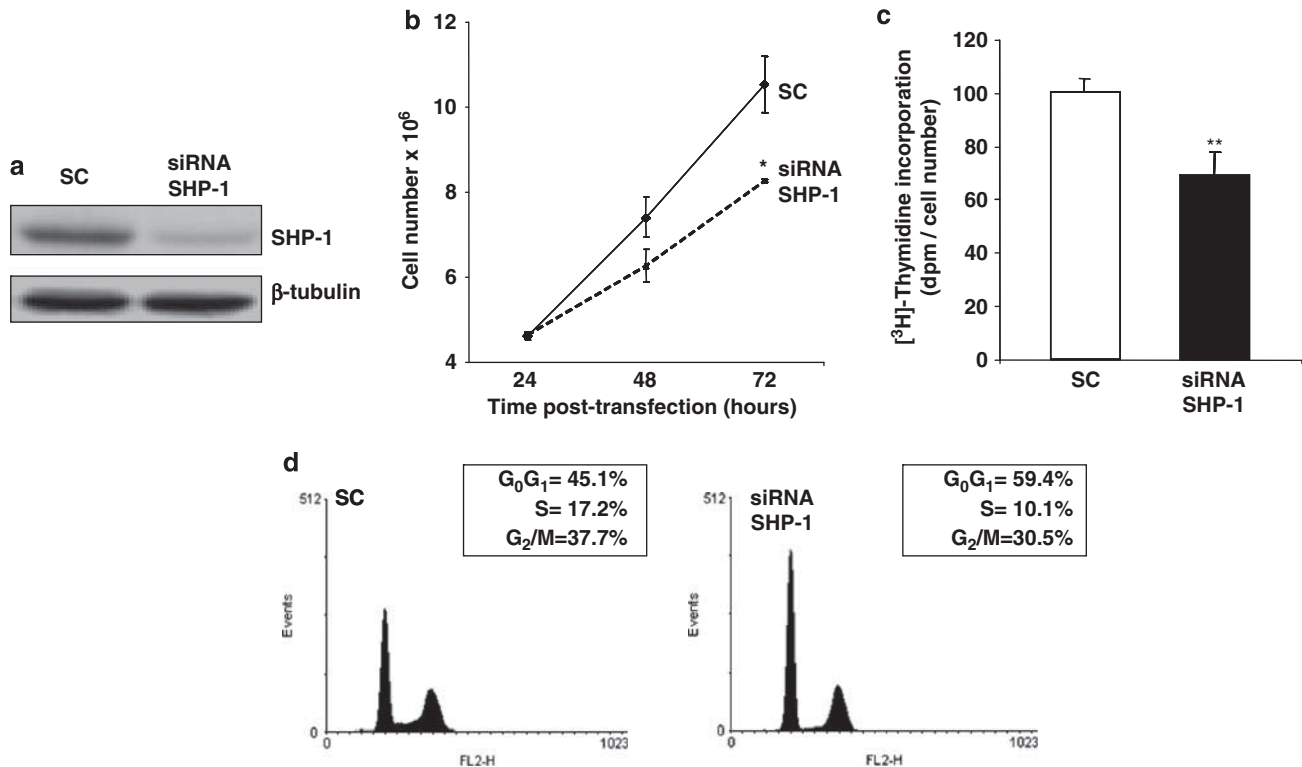 a
SC
siRNA
SHP-1
SHP-1
β-tubulin
b
12
10
8
6
4
Cell number x 10⁶
SC
*
siRNA
SHP-1
24
48
72
Time post-transfection (hours)
c
120
100
80
60
40
20
0
[³H]-Thymidine incorporation
(dpm / cell number)
**
SC
siRNA
SHP-1
d
SC
G₀G₁= 45.1%
S= 17.2%
G₂/M=37.7%
512
Events
0
0
1023
FL2-H
siRNA
SHP-1
G₀G₁= 59.4%
S= 10.1%
G₂/M=30.5%
512
Events
0
0
1023
FL2-H